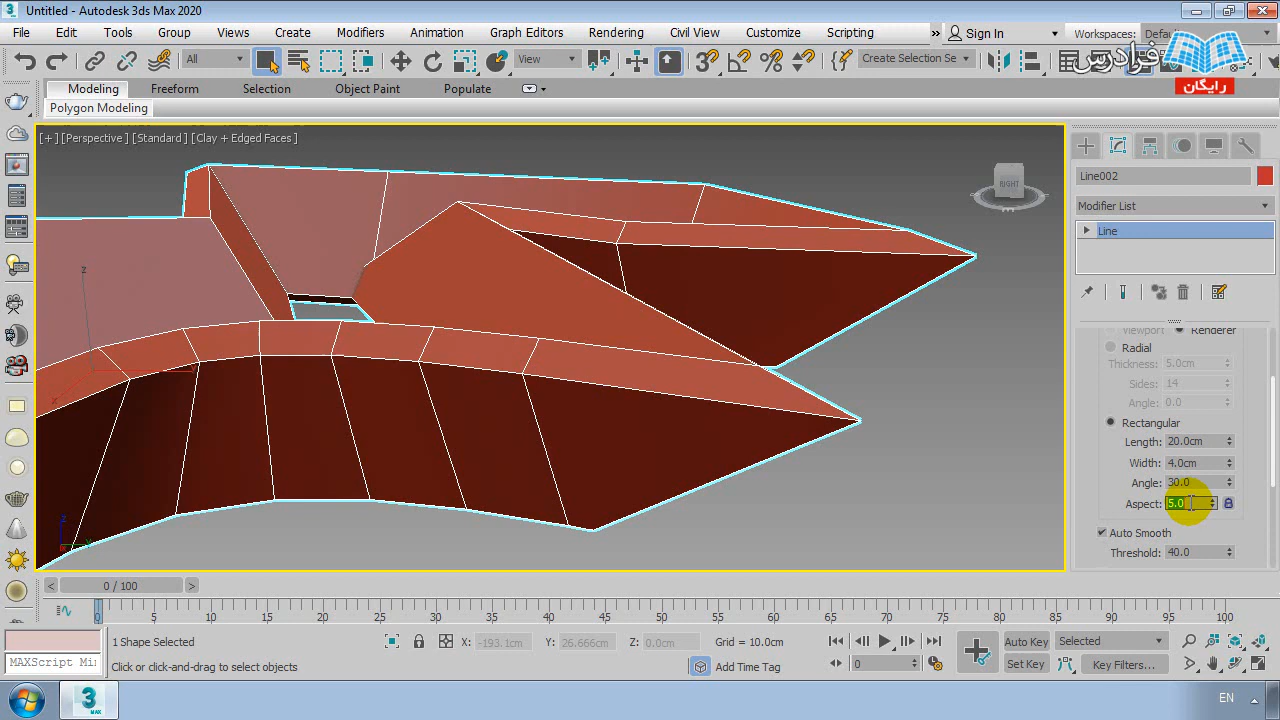 Untitled - Autodesk 3ds Max 2020
File Edit Tools Group Views Create Modifiers Animation Graph Editors Rendering Civil View Customize Scripting » Sign In Workspaces: Defa
All View Create Selection Se
فرادرس
رایگان
Modeling Freeform Selection Object Paint Populate
Polygon Modeling
[+] [Perspective] [Standard] [Clay + Edged Faces]
RIGHT
Line002
Modifier List
Line
Viewport Renderer
Radial
Thickness: 5.0cm
Sides: 14
Angle: 0.0
Rectangular
Length: 20.0cm
Width: 4.0cm
Angle: 30.0
Aspect: 5.0
Auto Smooth
Threshold: 40.0
z
x
z
x y
< 0 / 100 >
0 5 10 15 20 25 30 35 40 45 50 55 60 65 70 75 80 85 90 95 100
1 Shape Selected X: -193.1cm Y: 26.666cm Z: 0.0cm Grid = 10.0cm Auto Key Selected
MAXScript Mi Click or click-and-drag to select objects Add Time Tag 0 Set Key Key Filters...
3 MAX EN